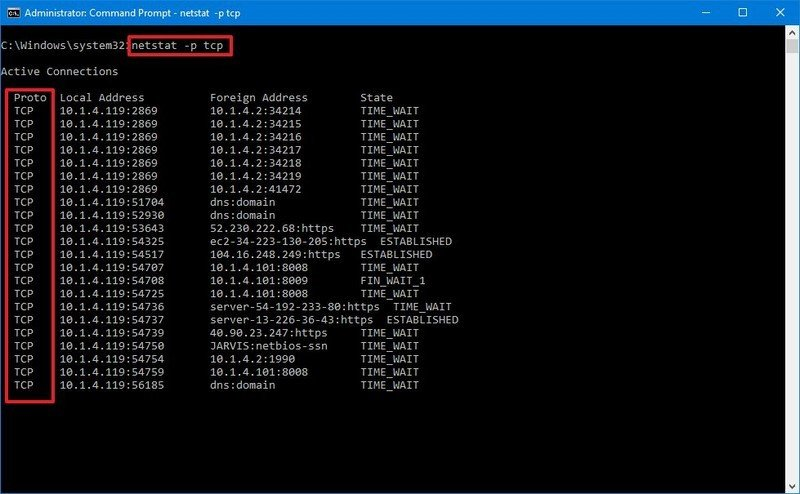 Administrator: Command Prompt - netstat -p tcp
C:\Windows\system32>netstat -p tcp
Active Connections
Proto Local Address Foreign Address State
TCP 10.1.4.119:2869 10.1.4.2:34214 TIME_WAIT
TCP 10.1.4.119:2869 10.1.4.2:34215 TIME_WAIT
TCP 10.1.4.119:2869 10.1.4.2:34216 TIME_WAIT
TCP 10.1.4.119:2869 10.1.4.2:34217 TIME_WAIT
TCP 10.1.4.119:2869 10.1.4.2:34218 TIME_WAIT
TCP 10.1.4.119:2869 10.1.4.2:34219 TIME_WAIT
TCP 10.1.4.119:2869 10.1.4.2:41472 TIME_WAIT
TCP 10.1.4.119:51704 dns:domain TIME_WAIT
TCP 10.1.4.119:52930 dns:domain TIME_WAIT
TCP 10.1.4.119:53643 52.230.222.68:https TIME_WAIT
TCP 10.1.4.119:54325 ec2-34-223-130-205:https ESTABLISHED
TCP 10.1.4.119:54517 104.16.248.249:https ESTABLISHED
TCP 10.1.4.119:54707 10.1.4.101:8008 TIME_WAIT
TCP 10.1.4.119:54708 10.1.4.101:8009 FIN_WAIT_1
TCP 10.1.4.119:54725 10.1.4.101:8008 TIME_WAIT
TCP 10.1.4.119:54736 server-54-192-233-80:https TIME_WAIT
TCP 10.1.4.119:54737 server-13-226-36-43:https ESTABLISHED
TCP 10.1.4.119:54739 40.90.23.247:https TIME_WAIT
TCP 10.1.4.119:54750 JARVIS:netbios-ssn TIME_WAIT
TCP 10.1.4.119:54754 10.1.4.2:1990 TIME_WAIT
TCP 10.1.4.119:54759 10.1.4.101:8008 TIME_WAIT
TCP 10.1.4.119:56185 dns:domain TIME_WAIT